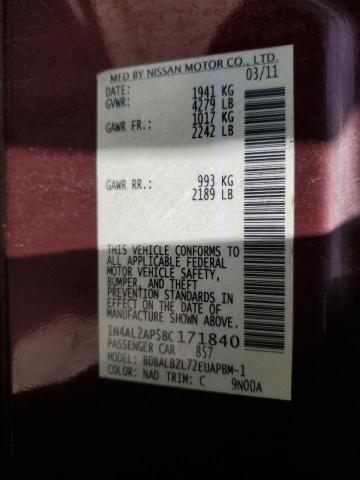 MFD BY NISSAN MOTOR CO., LTD.
DATE: 03/11
GVWR: 1941 KG
4279 LB
GAWR FR.: 1017 KG
2242 LB
GAWR RR.: 993 KG
2189 LB
THIS VEHICLE CONFORMS TO
ALL APPLICABLE FEDERAL
MOTOR VEHICLE SAFETY,
BUMPER, AND THEFT
PREVENTION STANDARDS IN
EFFECT ON THE DATE OF
MANUFACTURE SHOWN ABOVE.
1N4AL2AP5BC171840
PASSENGER CAR 857
MODEL: BDBALBZL72EUAPBM-1
COLOR: NAD TRIM: C 9N00A